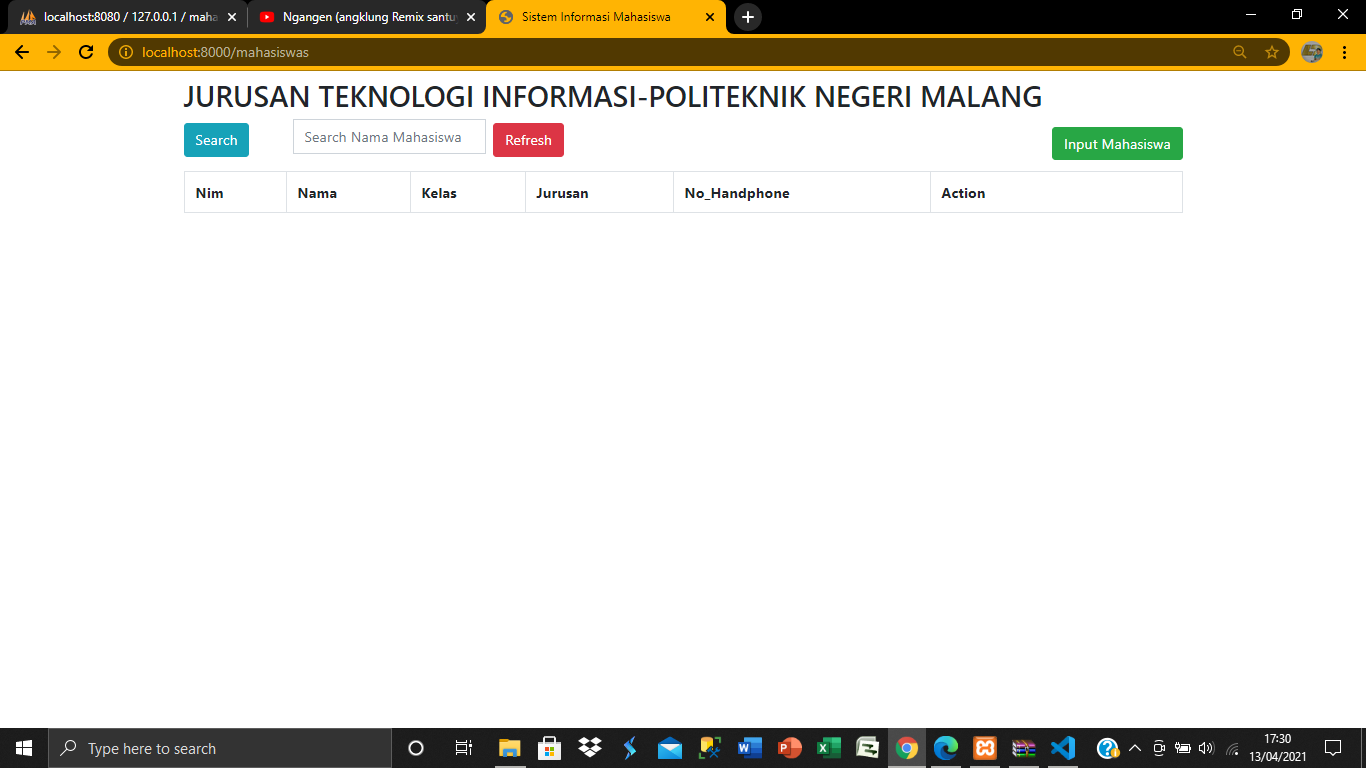 localhost:8080 / 127.0.0.1 / maha
Ngangen (angklung Remix santuy
Sistem Informasi Mahasiswa
localhost:8000/mahasiswas
JURUSAN TEKNOLOGI INFORMASI-POLITEKNIK NEGERI MALANG
Search
Search Nama Mahasiswa
Refresh
Input Mahasiswa
Nim Nama Kelas Jurusan No_Handphone Action
Type here to search
17:30
13/04/2021